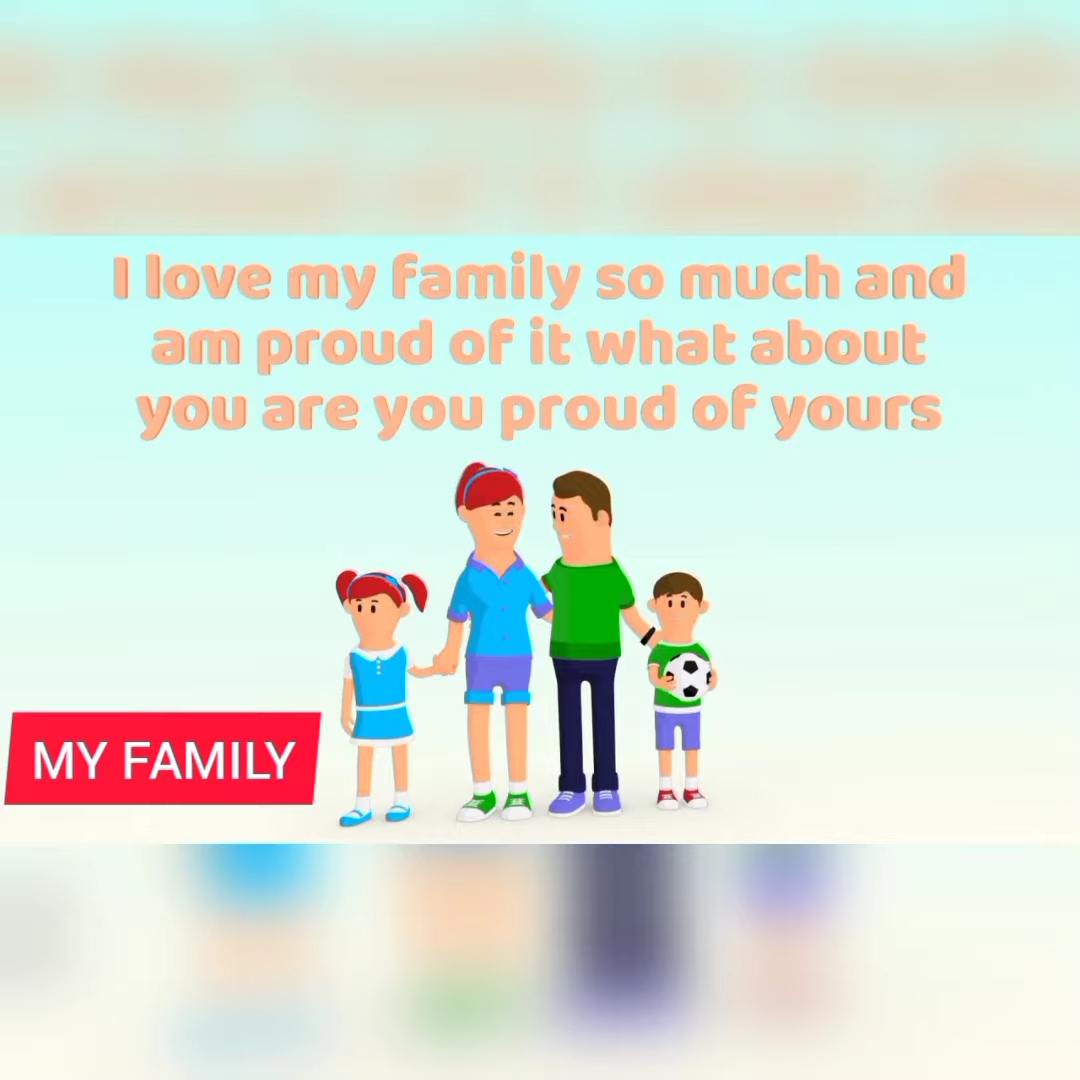 I love my family so much and
am proud of it what about
you are you proud of yours
MY FAMILY